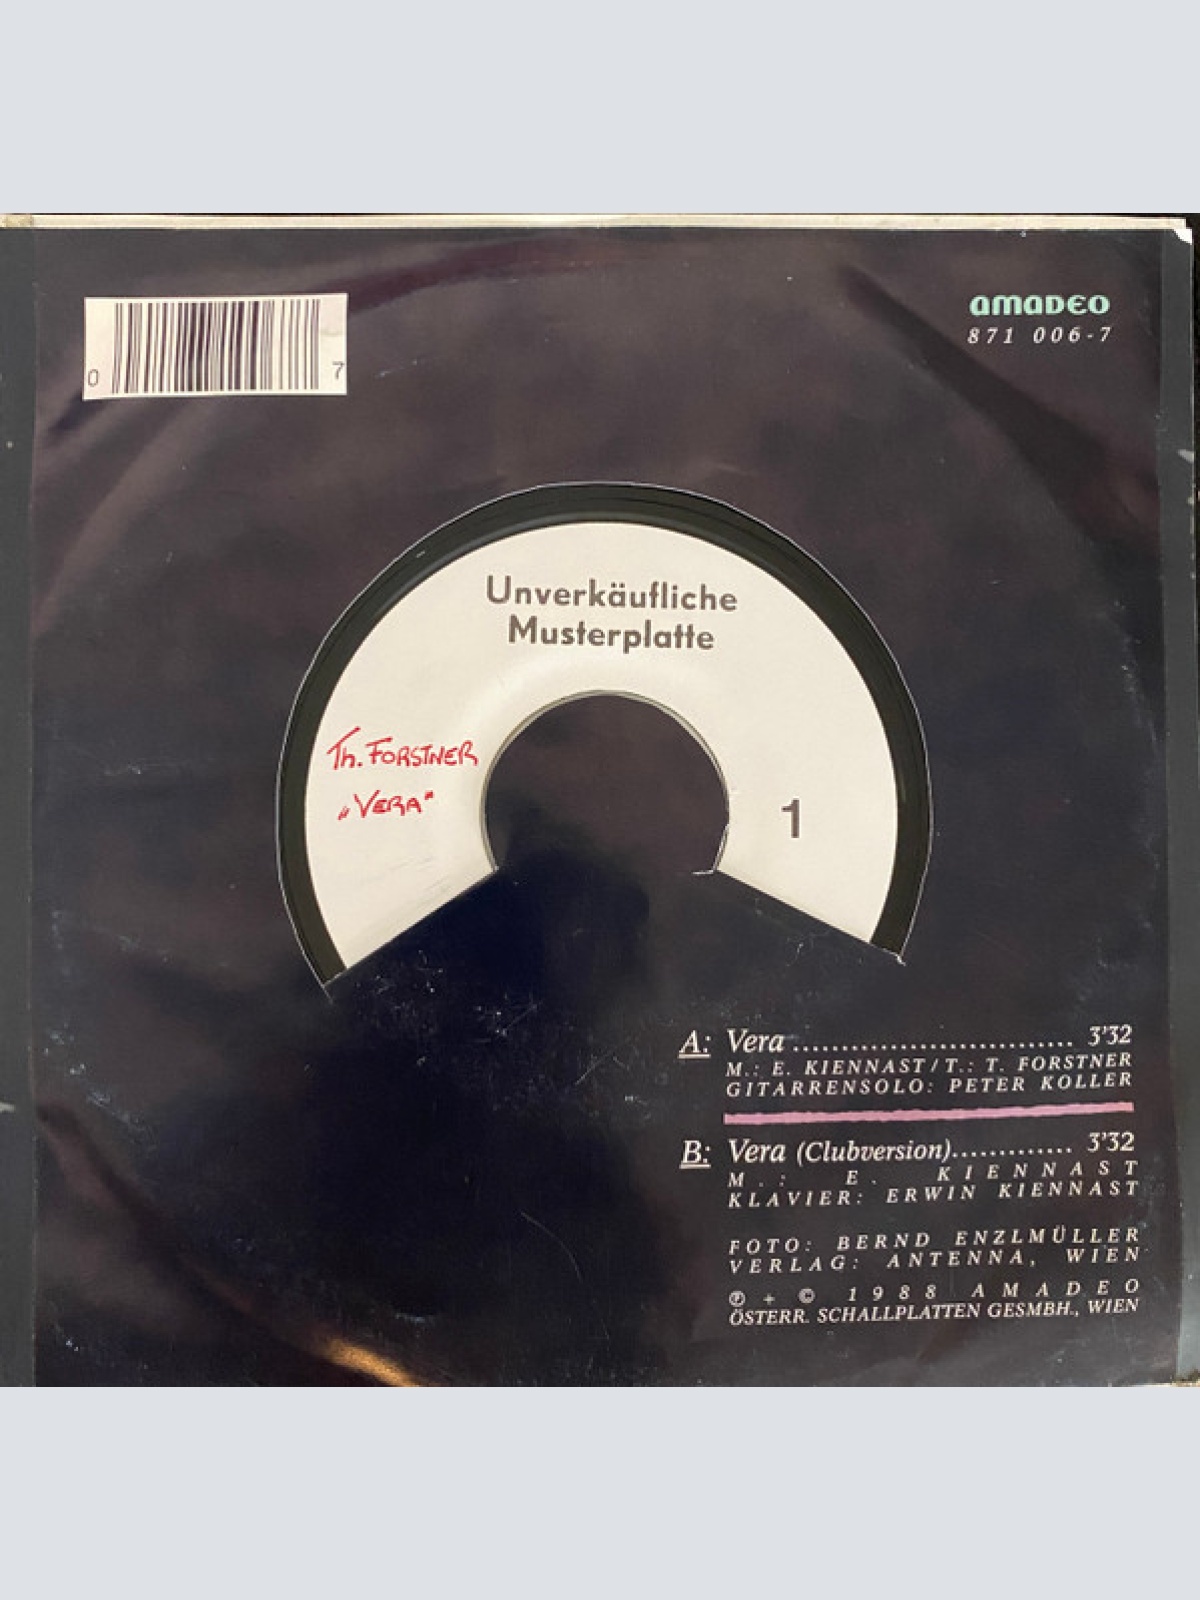 0 7
amadeo
871 006-7
Unverkäufliche
Musterplatte
Th. FORSTNER
„VERA"
1
A: Vera ............................. 3'32
M.: E. KIENNAST/T.: T. FORSTNER
GITARRENSOLO: PETER KOLLER
B: Vera (Clubversion)............. 3'32
M.: E. KIENNAST
KLAVIER: ERWIN KIENNAST
FOTO: BERND ENZLMÜLLER
VERLAG: ANTENNA, WIEN
℗ + © 1988 AMADEO
ÖSTERR. SCHALLPLATTEN GESMBH., WIEN